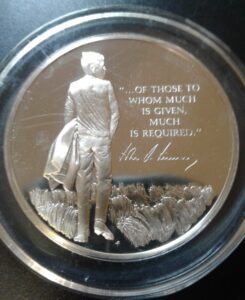 "...OF THOSE TO
WHOM MUCH
IS GIVEN,
MUCH
IS REQUIRED."